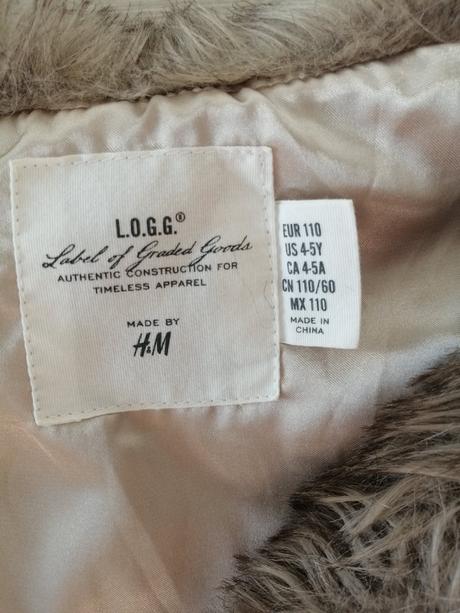 L.O.G.G.®
Label of Graded Goods
AUTHENTIC CONSTRUCTION FOR
TIMELESS APPAREL
MADE BY
H&M
EUR 110
US 4-5Y
CA 4-5A
CN 110/60
MX 110
MADE IN
CHINA